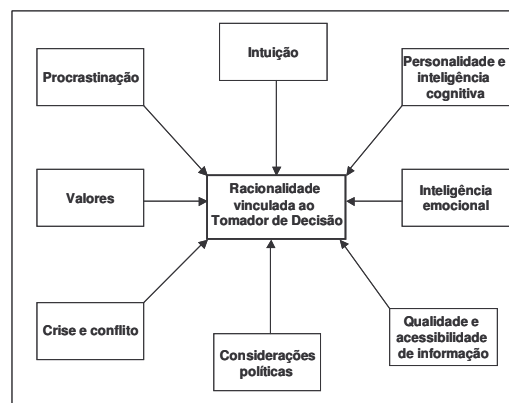 Intuição
Procrastinação
Personalidade e
inteligência
cognitiva
Valores
Racionalidade
vinculada ao
Tomador de Decisão
Inteligência
emocional
Crise e conflito
Considerações
políticas
Qualidade e
acessibilidade
de informação